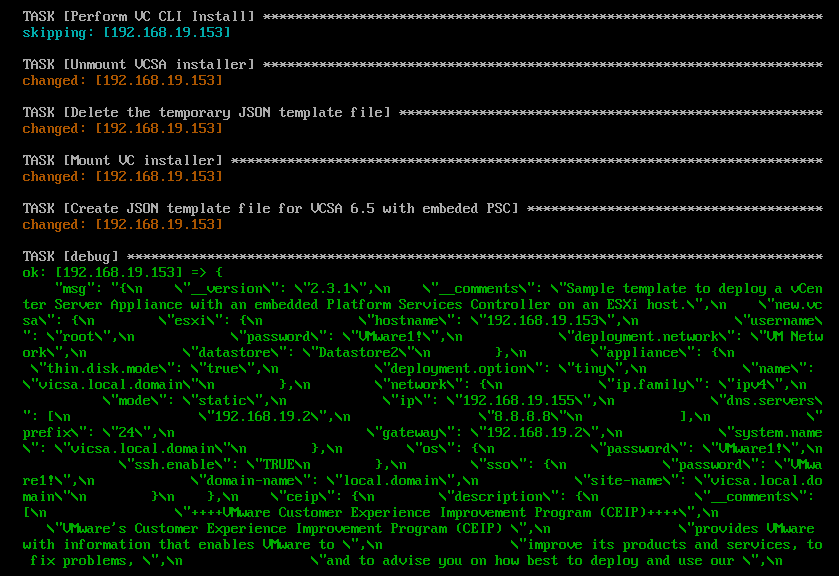 TASK [Perform VC CLI Install] **********************************************************************
skipping: [192.168.19.153]
TASK [Unmount VCSA installer] **********************************************************************
changed: [192.168.19.153]
TASK [Delete the temporary JSON template file] *****************************************************
changed: [192.168.19.153]
TASK [Mount VC installer] **************************************************************************
changed: [192.168.19.153]
TASK [Create JSON template file for VCSA 6.5 with embeded PSC] *************************************
changed: [192.168.19.153]
TASK [debug] ***************************************************************************************
ok: [192.168.19.153] => {
    "msg": "{\n    \"__version\": \"2.3.1\",\n    \"__comments\": \"Sample template to deploy a vCen
ter Server Appliance with an embedded Platform Services Controller on an ESXi host.\",\n    \"new.vc
sa\": {\n        \"esxi\": {\n            \"hostname\": \"192.168.19.153\",\n            \"username\
": \"root\",\n            \"password\": \"VMware1!\",\n            \"deployment.network\": \"VM Netw
ork\",\n            \"datastore\": \"Datastore2\"\n        },\n        \"appliance\": {\n
 \"thin.disk.mode\": \"true\",\n            \"deployment.option\": \"tiny\",\n            \"name\":
\"vicsa.local.domain\"\n        },\n        \"network\": {\n            \"ip.family\": \"ipv4\",\n
          \"mode\": \"static\",\n            \"ip\": \"192.168.19.155\",\n            \"dns.servers\
": [\n                \"192.168.19.2\",\n                \"8.8.8.8\"\n            ],\n            \"
prefix\": \"24\",\n                        \"gateway\": \"192.168.19.2\",\n            \"system.name
\": \"vicsa.local.domain\"\n        },\n        \"os\": {\n            \"password\": \"VMware1!\",\n
            \"ssh.enable\": \"TRUE\n        },\n        \"sso\": {\n            \"password\": \"VMwa
re1!\",\n            \"domain-name\": \"local.domain\",\n            \"site-name\": \"vicsa.local.do
main\"\n        }\n    },\n    \"ceip\": {\n        \"description\": {\n            \"__comments\":
[\n                \"++++VMware Customer Experience Improvement Program (CEIP)++++\",\n
   \"VMware's Customer Experience Improvement Program (CEIP) \",\n                \"provides VMware
with information that enables VMware to \",\n                \"improve its products and services, to
 fix problems, \",\n                \"and to advise you on how best to deploy and use our \",\n